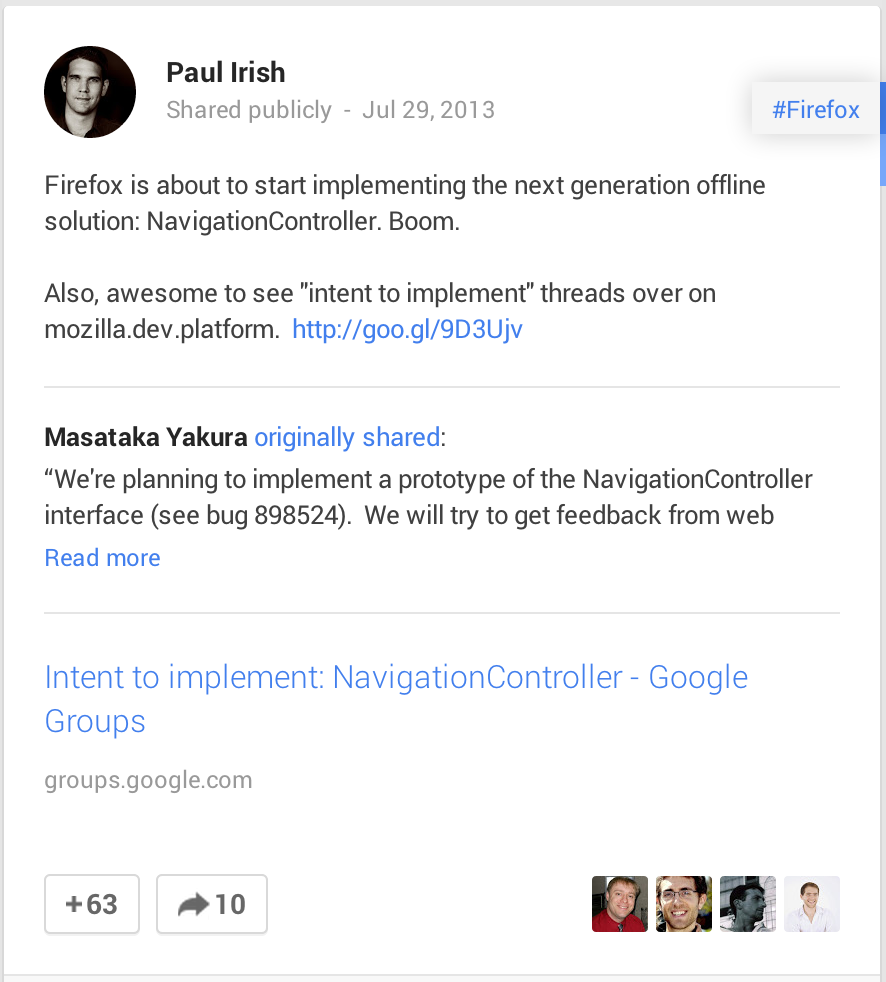 Paul Irish
Shared publicly - Jul 29, 2013
#Firefox
Firefox is about to start implementing the next generation offline
solution: NavigationController. Boom.
Also, awesome to see "intent to implement" threads over on
mozilla.dev.platform. http://goo.gl/9D3Ujv
Masataka Yakura originally shared:
“We're planning to implement a prototype of the NavigationController
interface (see bug 898524). We will try to get feedback from web
Read more
Intent to implement: NavigationController - Google
Groups
groups.google.com
+63
10